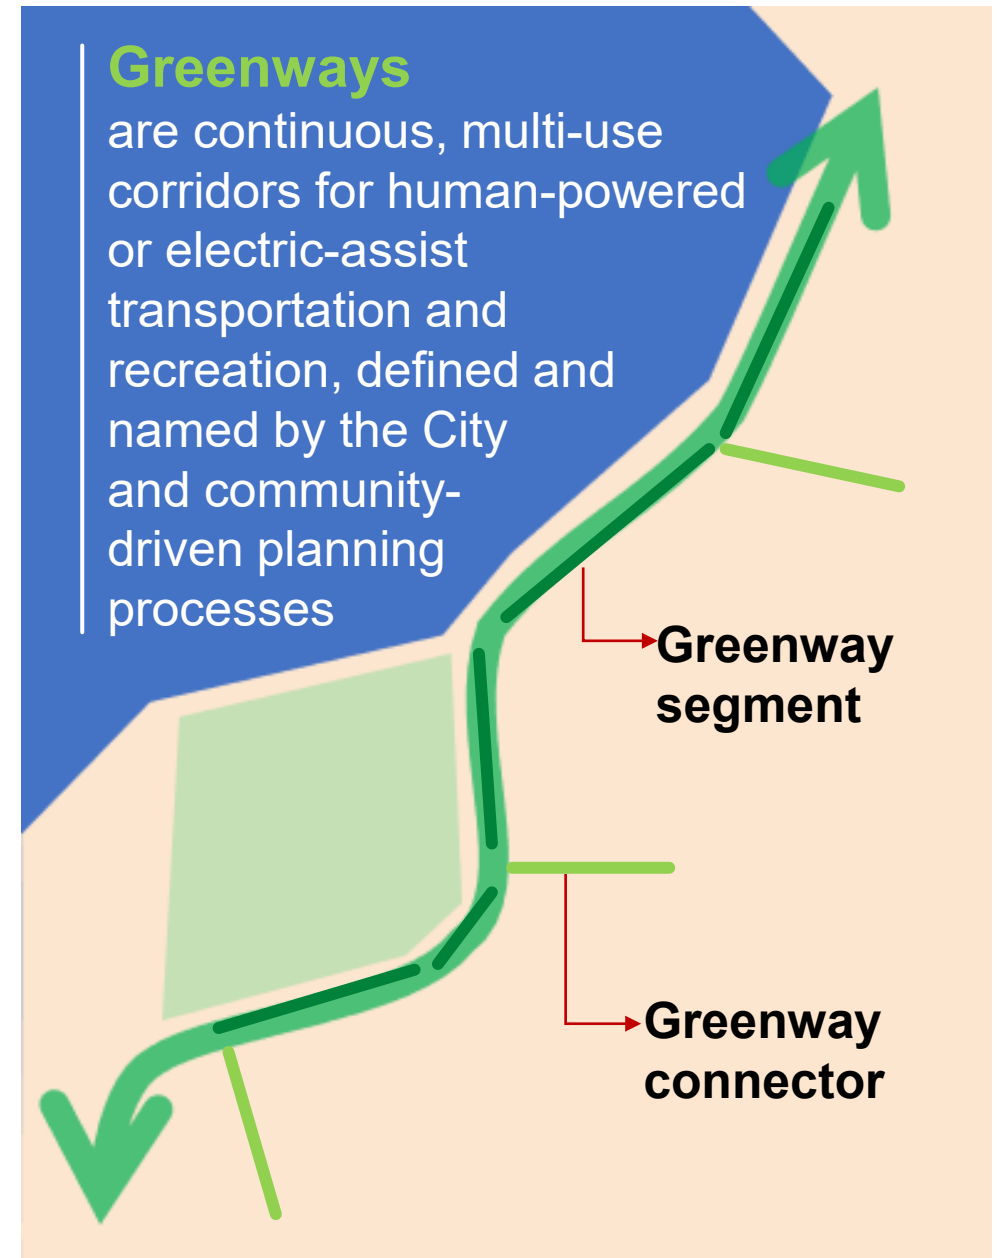 Greenways
are continuous, multi-use
corridors for human-powered
or electric-assist
transportation and
recreation, defined and
named by the City
and community-
driven planning
processes
Greenway
segment
Greenway
connector